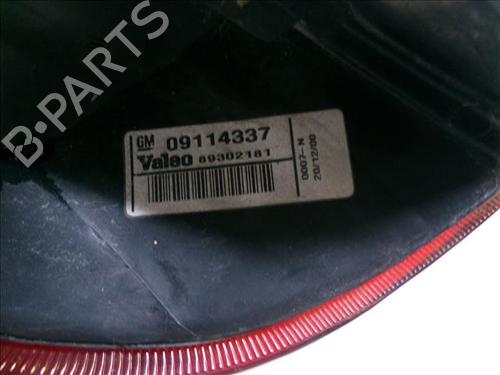 GM 09114337
Valeo 89302181
0007-N
20/12/00
B-PARTS